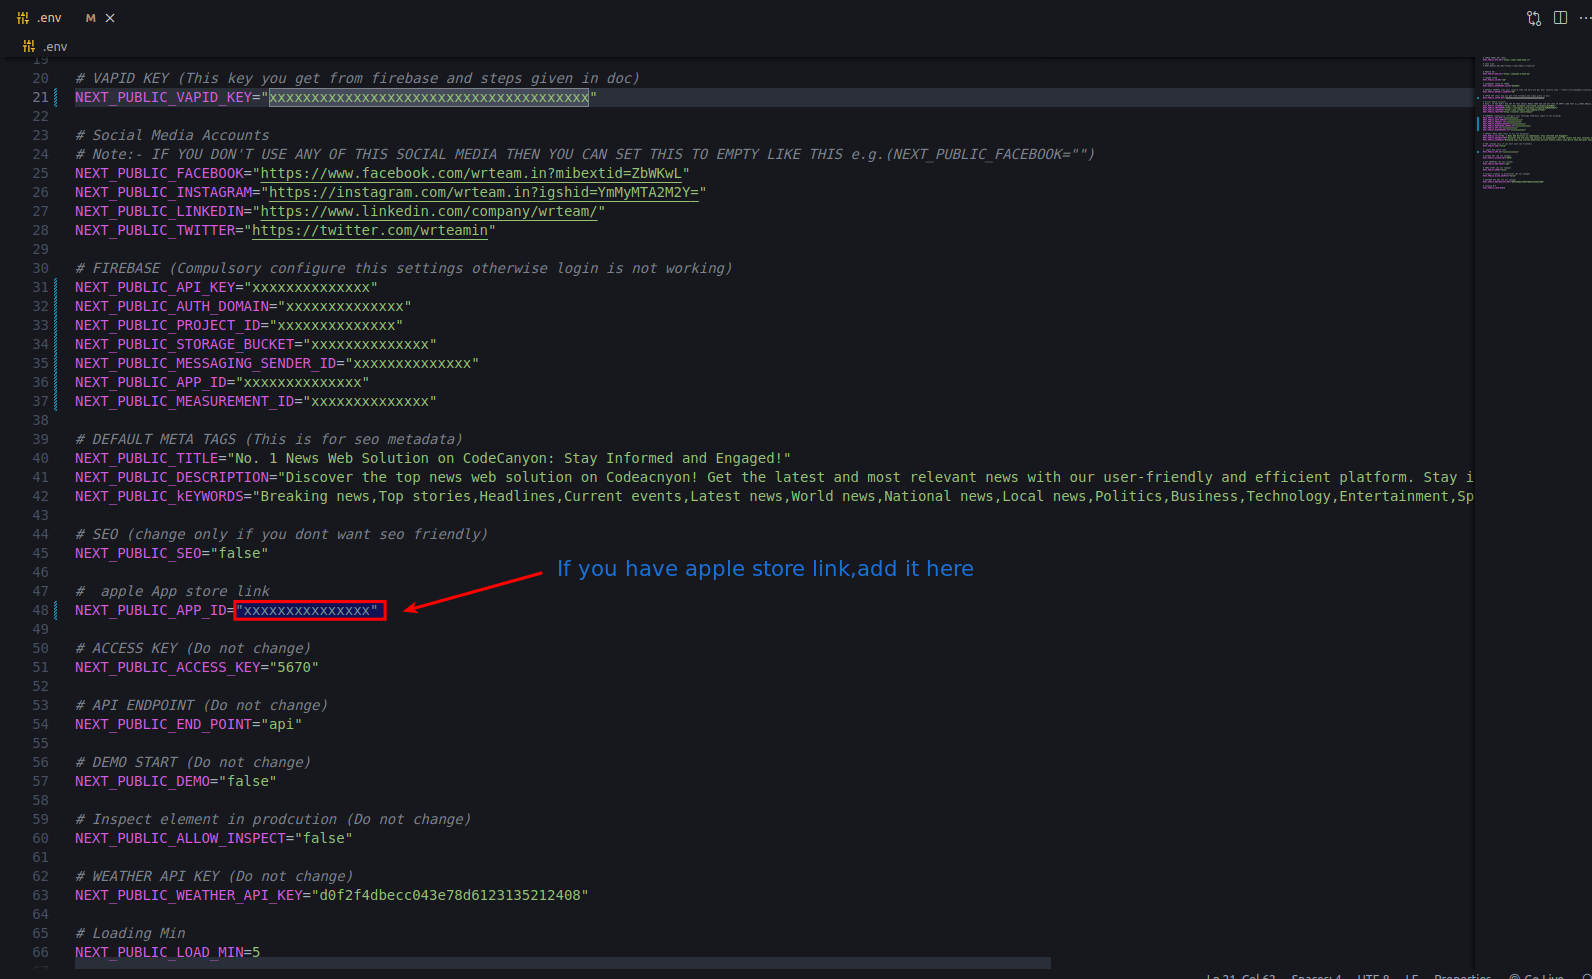 .env M
.env
19
20 # VAPID KEY (This key you get from firebase and steps given in doc)
21 NEXT_PUBLIC_VAPID_KEY="xxxxxxxxxxxxxxxxxxxxxxxxxxxxxxxxxxxxxx"
22
23 # Social Media Accounts
24 # Note:- IF YOU DON'T USE ANY OF THIS SOCIAL MEDIA THEN YOU CAN SET THIS TO EMPTY LIKE THIS e.g.(NEXT_PUBLIC_FACEBOOK="")
25 NEXT_PUBLIC_FACEBOOK="https://www.facebook.com/wrteam.in?mibextid=ZbWKwL"
26 NEXT_PUBLIC_INSTAGRAM="https://instagram.com/wrteam.in?igshid=YmMyMTA2M2Y="
27 NEXT_PUBLIC_LINKEDIN="https://www.linkedin.com/company/wrteam/"
28 NEXT_PUBLIC_TWITTER="https://twitter.com/wrteamin"
29
30 # FIREBASE (Compulsory configure this settings otherwise login is not working)
31 NEXT_PUBLIC_API_KEY="xxxxxxxxxxxxxx"
32 NEXT_PUBLIC_AUTH_DOMAIN="xxxxxxxxxxxxxx"
33 NEXT_PUBLIC_PROJECT_ID="xxxxxxxxxxxxxx"
34 NEXT_PUBLIC_STORAGE_BUCKET="xxxxxxxxxxxxxx"
35 NEXT_PUBLIC_MESSAGING_SENDER_ID="xxxxxxxxxxxxxx"
36 NEXT_PUBLIC_APP_ID="xxxxxxxxxxxxxx"
37 NEXT_PUBLIC_MEASUREMENT_ID="xxxxxxxxxxxxxx"
38
39 # DEFAULT META TAGS (This is for seo metadata)
40 NEXT_PUBLIC_TITLE="No. 1 News Web Solution on CodeCanyon: Stay Informed and Engaged!"
41 NEXT_PUBLIC_DESCRIPTION="Discover the top news web solution on Codeacnyon! Get the latest and most relevant news with our user-friendly and efficient platform. Stay i
42 NEXT_PUBLIC_kEYWORDS="Breaking news,Top stories,Headlines,Current events,Latest news,World news,National news,Local news,Politics,Business,Technology,Entertainment,Sp
43
44 # SEO (change only if you dont want seo friendly)
45 NEXT_PUBLIC_SEO="false"
46
If you have apple store link,add it here
47 #  apple App store link
48 NEXT_PUBLIC_APP_ID="xxxxxxxxxxxxxxx"
49
50 # ACCESS KEY (Do not change)
51 NEXT_PUBLIC_ACCESS_KEY="5670"
52
53 # API ENDPOINT (Do not change)
54 NEXT_PUBLIC_END_POINT="api"
55
56 # DEMO START (Do not change)
57 NEXT_PUBLIC_DEMO="false"
58
59 # Inspect element in prodcution (Do not change)
60 NEXT_PUBLIC_ALLOW_INSPECT="false"
61
62 # WEATHER API KEY (Do not change)
63 NEXT_PUBLIC_WEATHER_API_KEY="d0f2f4dbecc043e78d6123135212408"
64
65 # Loading Min
66 NEXT_PUBLIC_LOAD_MIN=5
Spaces: 4 UTF-8 LF Properties Go Live